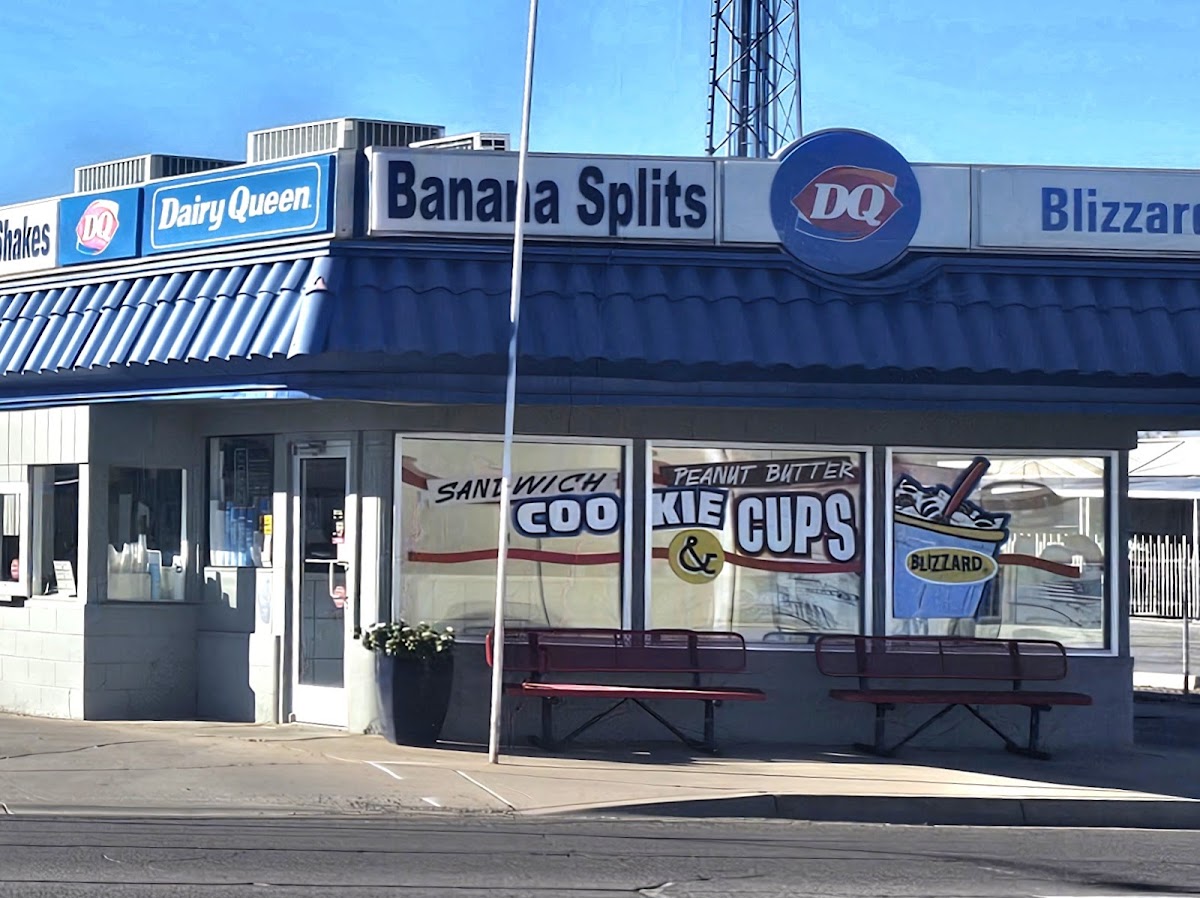 Shakes
DQ
Dairy Queen
Banana Splits
DQ
Blizzard
SANDWICH
COOKIE
PEANUT BUTTER
&
CUPS
BLIZZARD